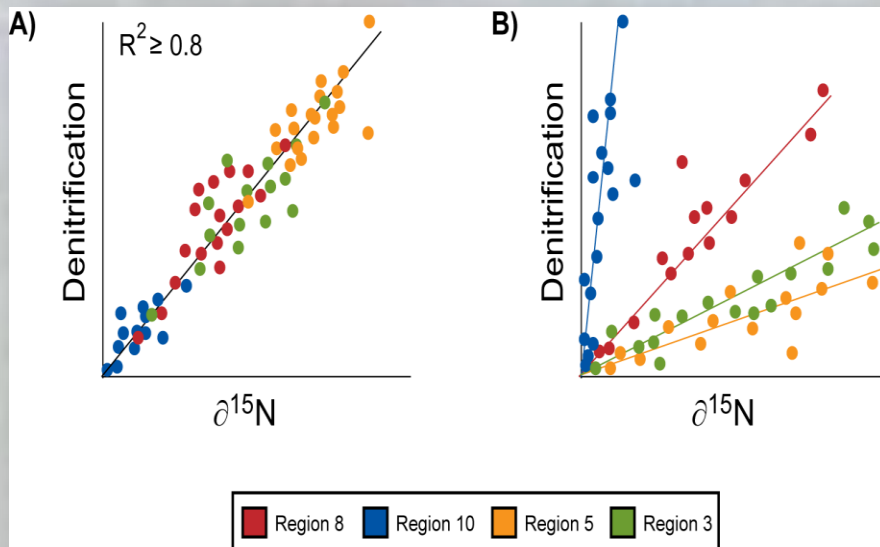 A)
R² ≥ 0.8
Denitrification
∂¹⁵N
B)
Denitrification
∂¹⁵N
Region 8
Region 10
Region 5
Region 3